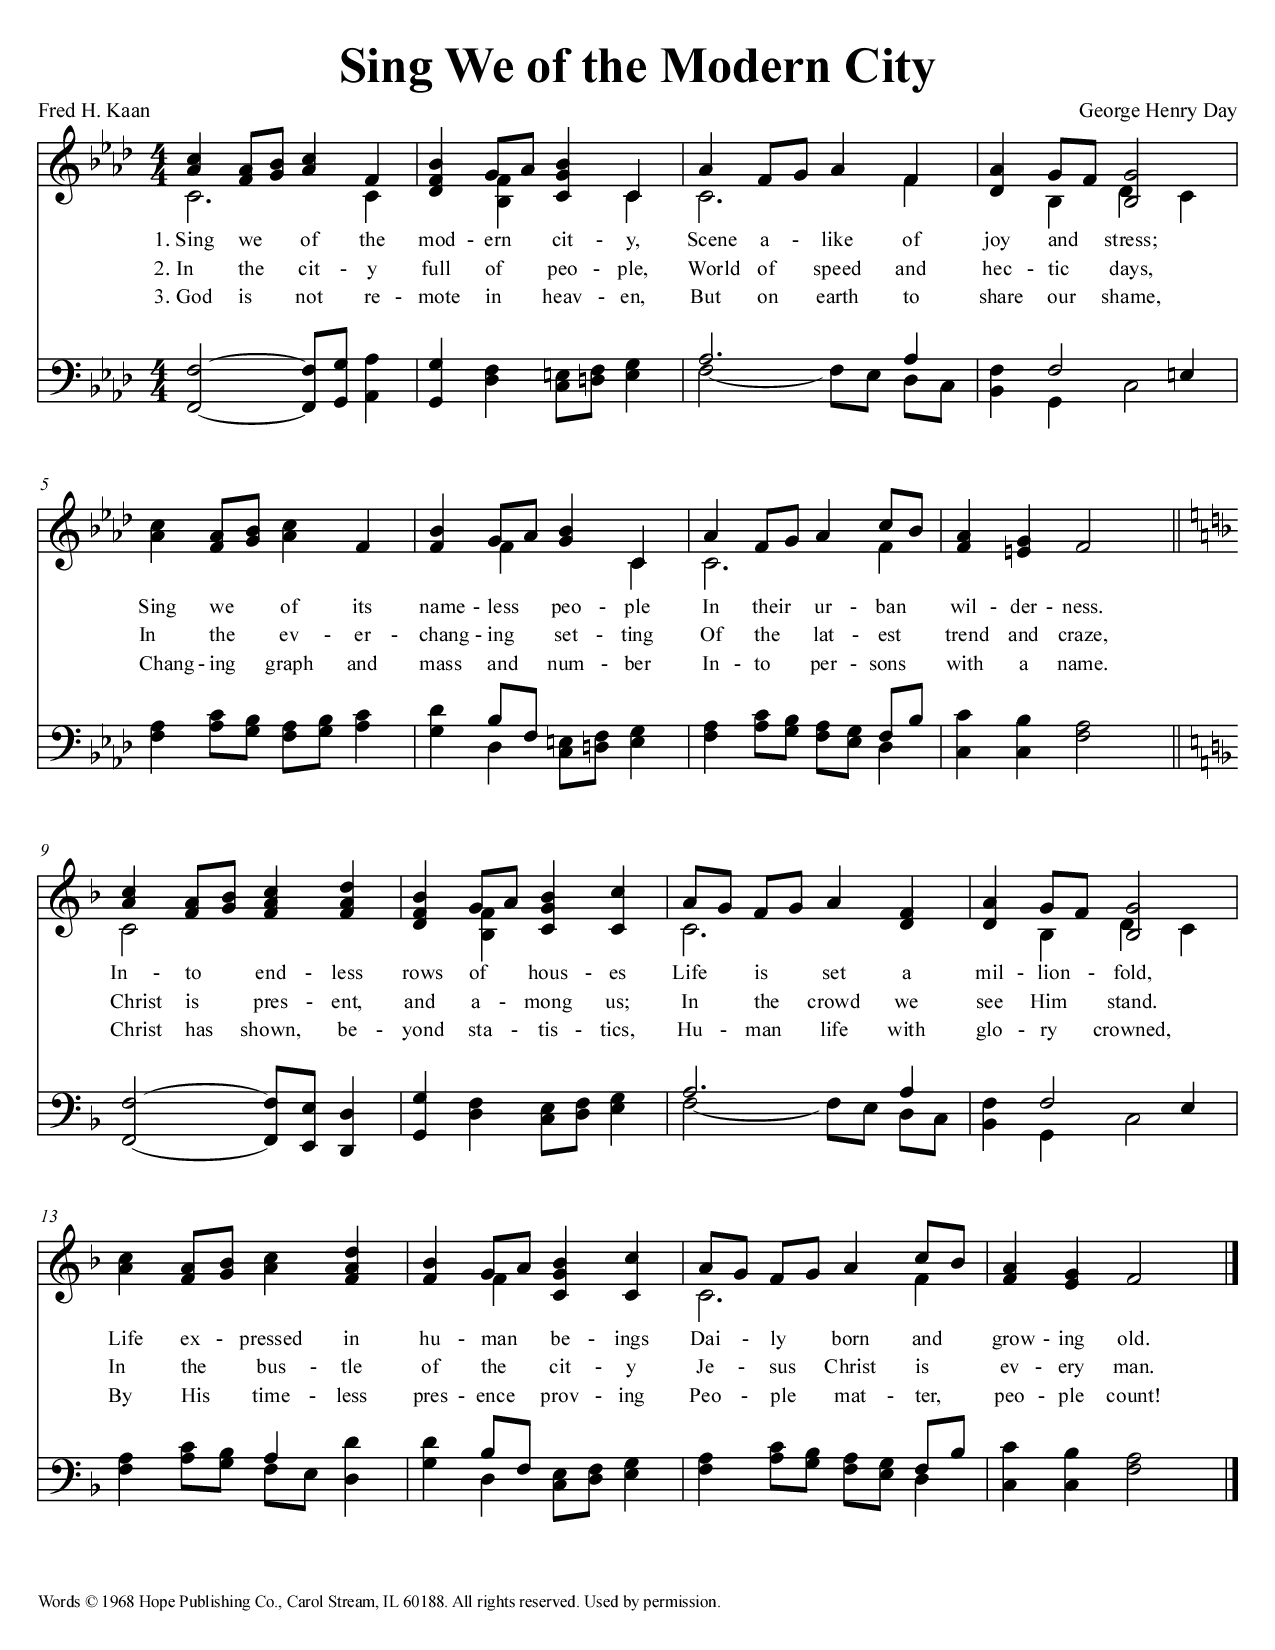 Sing We of the Modern City
Fred H. Kaan
George Henry Day
4 4
1. Sing we of the mod - ern cit - y, Scene a - like of joy and stress;
2. In the cit - y full of peo - ple, World of speed and hec - tic days,
3. God is not re - mote in heav - en, But on earth to share our shame,
4 4
5
Sing we of its name - less peo - ple In their ur - ban wil - der - ness.
In the ev - er - chang - ing set - ting Of the lat - est trend and craze,
Chang - ing graph and mass and num - ber In - to per - sons with a name.
9
In - to end - less rows of hous - es Life is set a mil - lion - fold,
Christ is pres - ent, and a - mong us; In the crowd we see Him stand.
Christ has shown, be - yond sta - tis - tics, Hu - man life with glo - ry crowned,
13
Life ex - pressed in hu - man be - ings Dai - ly born and grow - ing old.
In the bus - tle of the cit - y Je - sus Christ is ev - ery man.
By His time - less pres - ence prov - ing Peo - ple mat - ter, peo - ple count!
Words © 1968 Hope Publishing Co., Carol Stream, IL 60188. All rights reserved. Used by permission.